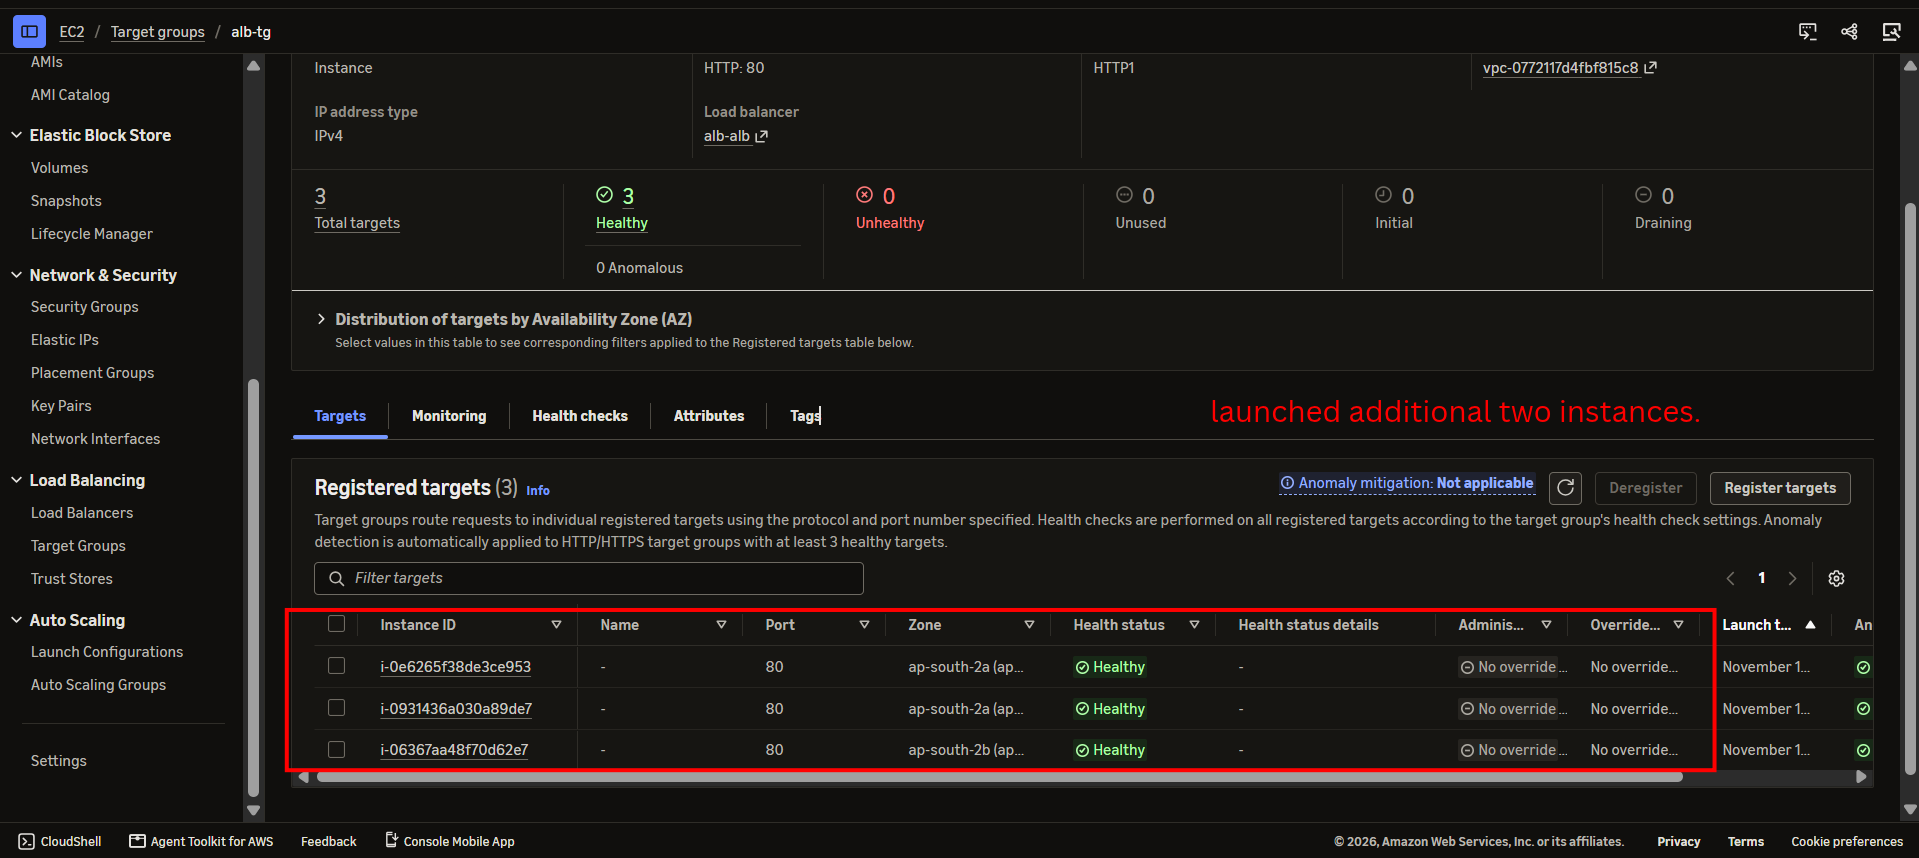 EC2 / Target groups / alb-tg
AMIs
AMI Catalog
Elastic Block Store
Volumes
Snapshots
Lifecycle Manager
Network & Security
Security Groups
Elastic IPs
Placement Groups
Key Pairs
Network Interfaces
Load Balancing
Load Balancers
Target Groups
Trust Stores
Auto Scaling
Launch Configurations
Auto Scaling Groups
Settings
Instance HTTP: 80 HTTP1 vpc-0772117d4fbf815c8
IP address type Load balancer
IPv4 alb-alb
3 3 0 0 0 0
Total targets Healthy Unhealthy Unused Initial Draining
0 Anomalous
Distribution of targets by Availability Zone (AZ)
Select values in this table to see corresponding filters applied to the Registered targets table below.
Targets Monitoring Health checks Attributes Tags
launched additional two instances.
Registered targets (3) Info Anomaly mitigation: Not applicable Deregister Register targets
Target groups route requests to individual registered targets using the protocol and port number specified. Health checks are performed on all registered targets according to the target group's health check settings. Anomaly
detection is automatically applied to HTTP/HTTPS target groups with at least 3 healthy targets.
Filter targets 1
Instance ID Name Port Zone Health status Health status details Adminis... Override... Launch t... An
i-0e6265f38de3ce953 - 80 ap-south-2a (ap... Healthy - No override... No override... November 1...
i-0931436a030a89de7 - 80 ap-south-2a (ap... Healthy - No override... No override... November 1...
i-06367aa48f70d62e7 - 80 ap-south-2b (ap... Healthy - No override... No override... November 1...
CloudShell Agent Toolkit for AWS Feedback Console Mobile App © 2026, Amazon Web Services, Inc. or its affiliates. Privacy Terms Cookie preferences